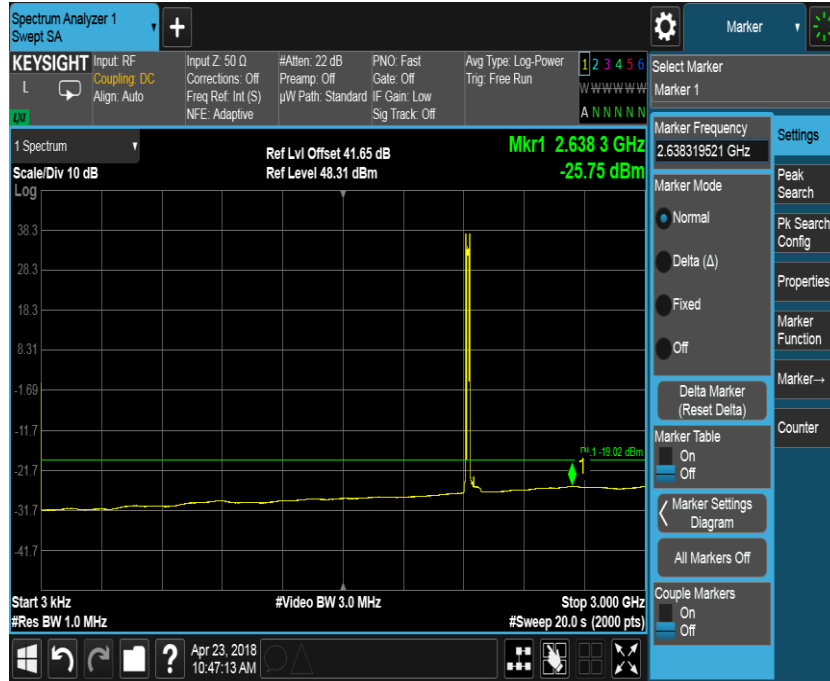 Spectrum Analyzer 1
Swept SA
+
Marker
KEYSIGHT
L
LXI
Input: RF
Coupling: DC
Align: Auto
Input Z: 50 Ω
Corrections: Off
Freq Ref: Int (S)
NFE: Adaptive
#Atten: 22 dB
Preamp: Off
µW Path: Standard
PNO: Fast
Gate: Off
IF Gain: Low
Sig Track: Off
Avg Type: Log-Power
Trig: Free Run
1 2 3 4 5 6
W W W W W W
A N N N N N
Select Marker
Marker 1
1 Spectrum
Scale/Div 10 dB
Log
Ref Lvl Offset 41.65 dB
Ref Level 48.31 dBm
Mkr1 2.638 3 GHz
-25.75 dBm
38.3
28.3
18.3
8.31
-1.69
-11.7
-21.7
-31.7
-41.7
DL1 -19.02 dBm
1
Start 3 kHz
#Res BW 1.0 MHz
#Video BW 3.0 MHz
Stop 3.000 GHz
#Sweep 20.0 s (2000 pts)
Marker Frequency
2.638319521 GHz
Marker Mode
Normal
Delta (Δ)
Fixed
Off
Delta Marker
(Reset Delta)
Marker Table
On
Off
Marker Settings
Diagram
All Markers Off
Couple Markers
On
Off
Settings
Peak
Search
Pk Search
Config
Properties
Marker
Function
Marker→
Counter
?
Apr 23, 2018
10:47:13 AM